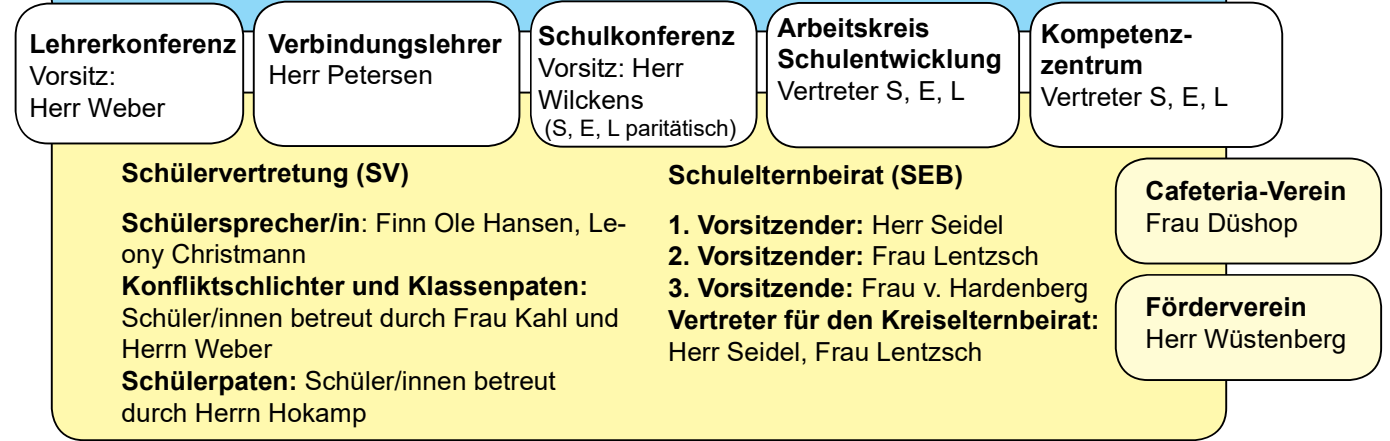 Lehrerkonferenz
Vorsitz:
Herr Weber
Verbindungslehrer
Herr Petersen
Schulkonferenz
Vorsitz: Herr
Wilckens
(S, E, L paritätisch)
Arbeitskreis
Schulentwicklung
Vertreter S, E, L
Kompetenz-
zentrum
Vertreter S, E, L
Schülervertretung (SV)
Schülersprecher/in: Finn Ole Hansen, Le-
ony Christmann
Konfliktschlichter und Klassenpaten:
Schüler/innen betreut durch Frau Kahl und
Herrn Weber
Schülerpaten: Schüler/innen betreut
durch Herrn Hokamp
Schulelternbeirat (SEB)
1. Vorsitzender: Herr Seidel
2. Vorsitzender: Frau Lentzsch
3. Vorsitzende: Frau v. Hardenberg
Vertreter für den Kreiselternbeirat:
Herr Seidel, Frau Lentzsch
Cafeteria-Verein
Frau Düshop
Förderverein
Herr Wüstenberg